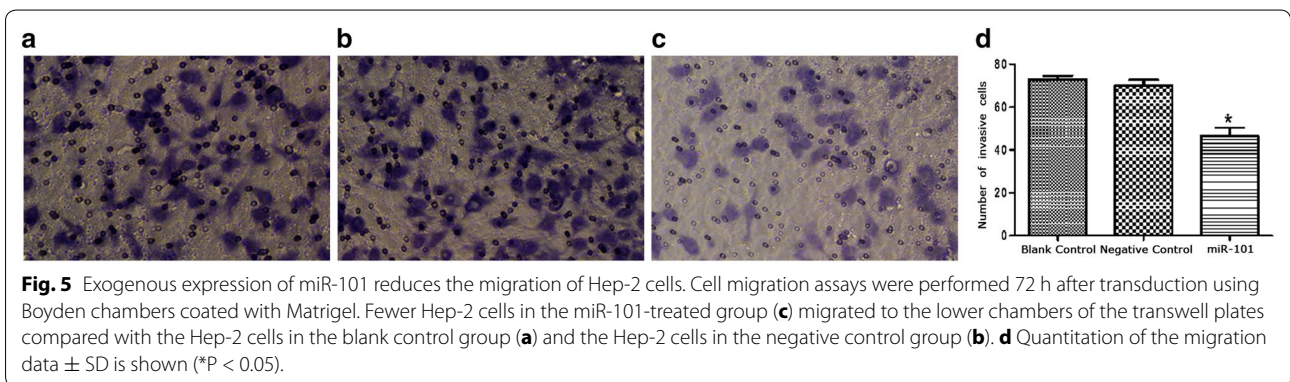 a
b
c
d
80
60
40
20
0
Number of invasive cells
*
Blank Control Negative Control miR-101
Fig. 5 Exogenous expression of miR-101 reduces the migration of Hep-2 cells. Cell migration assays were performed 72 h after transduction using
Boyden chambers coated with Matrigel. Fewer Hep-2 cells in the miR-101-treated group (c) migrated to the lower chambers of the transwell plates
compared with the Hep-2 cells in the blank control group (a) and the Hep-2 cells in the negative control group (b). d Quantitation of the migration
data ± SD is shown (*P < 0.05).